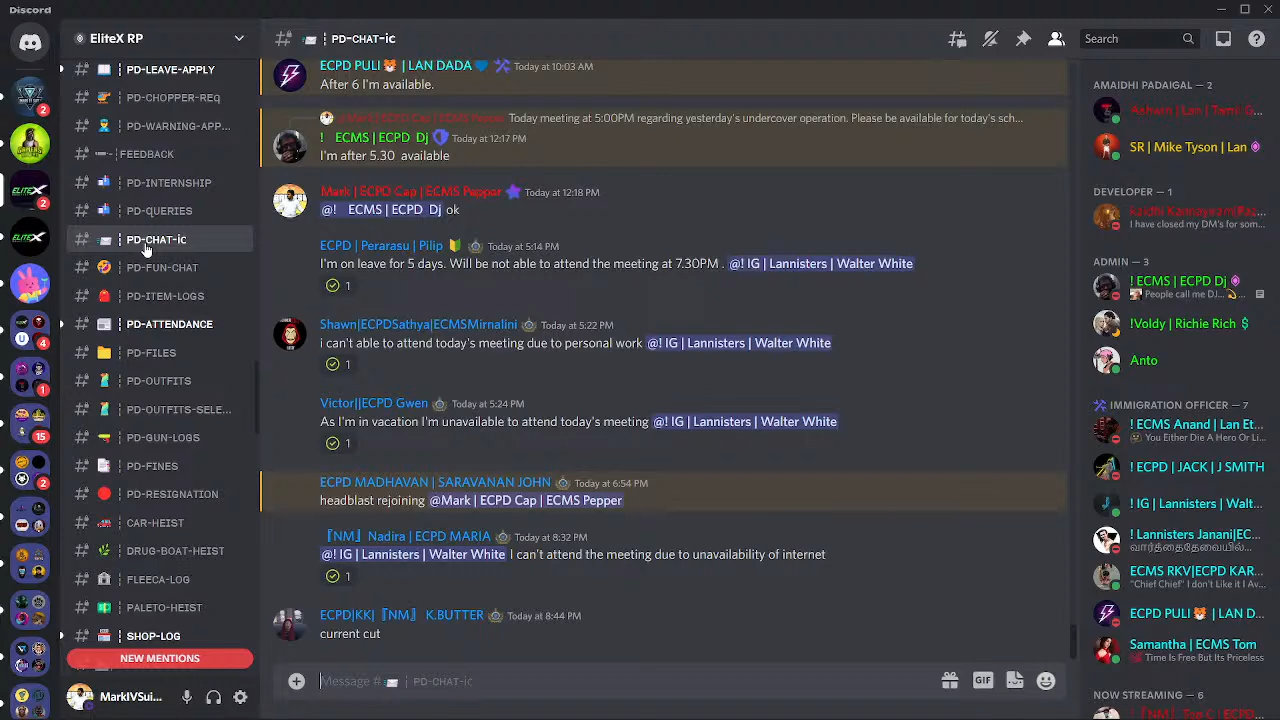 Discord
EliteX RP
PD-CHAT-ic
Search
PD-LEAVE-APPLY
PD-CHOPPER-REQ
PD-WARNING-APP...
FEEDBACK
PD-INTERNSHIP
PD-QUERIES
PD-CHAT-ic
PD-FUN-CHAT
PD-ITEM-LOGS
PD-ATTENDANCE
PD-FILES
PD-OUTFITS
PD-OUTFITS-SELE...
PD-GUN-LOGS
PD-FINES
PD-RESIGNATION
CAR-HEIST
DRUG-BOAT-HEIST
FLEECA-LOG
PALETO-HEIST
SHOP-LOG
NEW MENTIONS
MarkIVSui...
2
2
4
1
15
2
ECPD PULI | LAN DADA Today at 10:03 AM
After 6 I'm available.
Today meeting at 5:00PM regarding yesterday's undercover operation. Please be available for today's sch...
! ECMS | ECPD Dj Today at 12:17 PM
I'm after 5.30 available
Mark | ECPD Cap | ECMS Pepper Today at 12:18 PM
@! ECMS | ECPD Dj ok
ECPD | Perarasu | Pilip Today at 5:14 PM
I'm on leave for 5 days. Will be not able to attend the meeting at 7.30PM . @! IG | Lannisters | Walter White
1
Shawn|ECPDSathya|ECMSMirnalini Today at 5:22 PM
i can't able to attend today's meeting due to personal work @! IG | Lannisters | Walter White
1
Victor||ECPD Gwen Today at 5:24 PM
As I'm in vacation I'm unavailable to attend today's meeting @! IG | Lannisters | Walter White
1
ECPD MADHAVAN | SARAVANAN JOHN Today at 6:54 PM
headblast rejoining @Mark | ECPD Cap | ECMS Pepper
『NM』 Nadira | ECPD MARIA Today at 8:32 PM
@! IG | Lannisters | Walter White I can't attend the meeting due to unavailability of internet
1
ECPD|KK|『NM』 K.BUTTER Today at 8:44 PM
current cut
Message # PD-CHAT-ic
GIF
AMAIDHI PADAIGAL — 2
Ashwin | Lan | Tami G...
SR | Mike Tyson | Lan
DEVELOPER — 1
I have closed my DM's for som...
ADMIN — 3
! ECMS | ECPD Dj
People call me DJ...
!Voldy | Richie Rich $
Anto
IMMIGRATION OFFICER — 7
! ECMS Anand | Lan Et...
You Either Die A Hero Or Li...
! ECPD | JACK | J SMITH
! IG | Lannisters | Walt...
! Lannisters Janani|EC...
ECMS RKV|ECPD KAR...
"Chief Chief" I don't Like it I Av...
ECPD PULI | LAN D...
Samantha | ECMS Tom
Time Is Free But Its Priceless
NOW STREAMING — 6